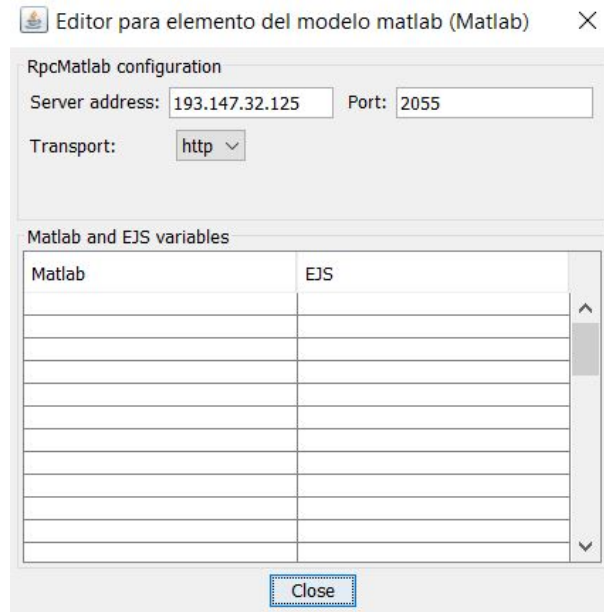 Editor para elemento del modelo matlab (Matlab)
RpcMatlab configuration
Server address: 193.147.32.125 Port: 2055
Transport: http
Matlab and EJS variables
Matlab EJS
Close